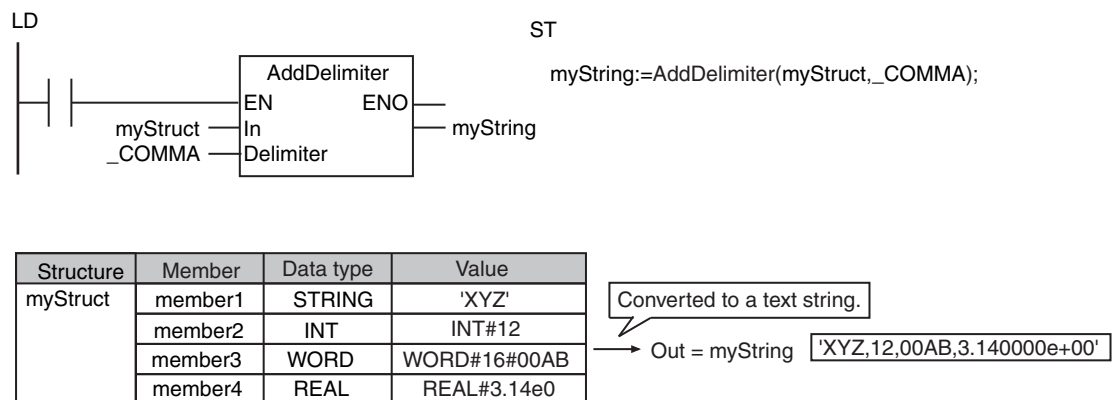 LD
ST
AddDelimiter
myString:=AddDelimiter(myStruct,_COMMA);
EN ENO
myStruct In myString
_COMMA Delimiter
Structure Member Data type Value
myStruct member1 STRING 'XYZ'
Converted to a text string.
member2 INT INT#12
member3 WORD WORD#16#00AB
Out = myString 'XYZ,12,00AB,3.140000e+00'
member4 REAL REAL#3.14e0